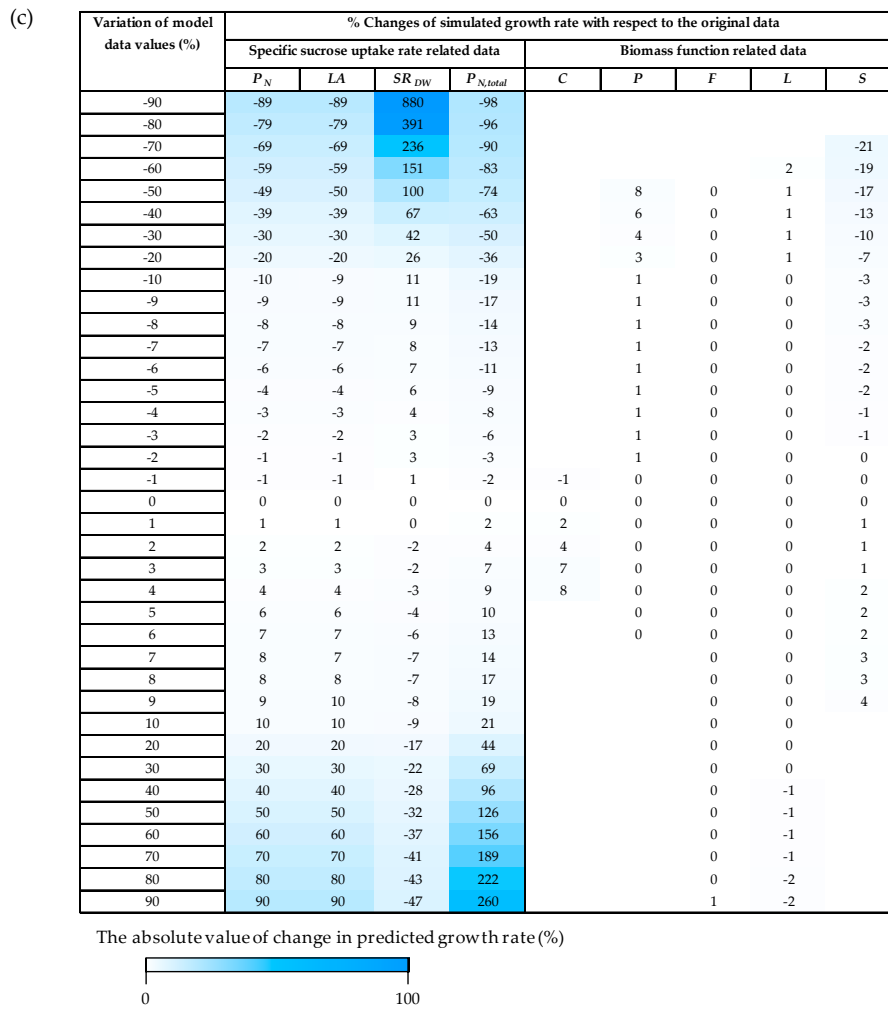 (c)
Variation of model data values (%) % Changes of simulated growth rate with respect to the original data
Specific sucrose uptake rate related data Biomass function related data
P_N LA SR_DW P_N,total C P F L S
-90 -89 -89 880 -98
-80 -79 -79 391 -96
-70 -69 -69 236 -90 -21
-60 -59 -59 151 -83 2 -19
-50 -49 -50 100 -74 8 0 1 -17
-40 -39 -39 67 -63 6 0 1 -13
-30 -30 -30 42 -50 4 0 1 -10
-20 -20 -20 26 -36 3 0 1 -7
-10 -10 -9 11 -19 1 0 0 -3
-9 -9 -9 11 -17 1 0 0 -3
-8 -8 -8 9 -14 1 0 0 -3
-7 -7 -7 8 -13 1 0 0 -2
-6 -6 -6 7 -11 1 0 0 -2
-5 -4 -4 6 -9 1 0 0 -2
-4 -3 -3 4 -8 1 0 0 -1
-3 -2 -2 3 -6 1 0 0 -1
-2 -1 -1 3 -3 1 0 0 0
-1 -1 -1 1 -2 -1 0 0 0 0
0 0 0 0 0 0 0 0 0 0
1 1 1 0 2 2 0 0 0 1
2 2 2 -2 4 4 0 0 0 1
3 3 3 -2 7 7 0 0 0 1
4 4 4 -3 9 8 0 0 0 2
5 6 6 -4 10 0 0 0 2
6 7 7 -6 13 0 0 0 2
7 8 7 -7 14 0 0 3
8 8 8 -7 17 0 0 3
9 9 10 -8 19 0 0 4
10 10 10 -9 21 0 0
20 20 20 -17 44 0 0
30 30 30 -22 69 0 0
40 40 40 -28 96 0 -1
50 50 50 -32 126 0 -1
60 60 60 -37 156 0 -1
70 70 70 -41 189 0 -1
80 80 80 -43 222 0 -2
90 90 90 -47 260 1 -2
The absolute value of change in predicted growth rate (%)
0 100